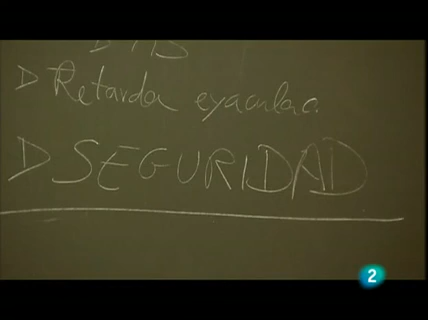 ▷ Retarda eyaculac.
▷ SEGURIDAD
2